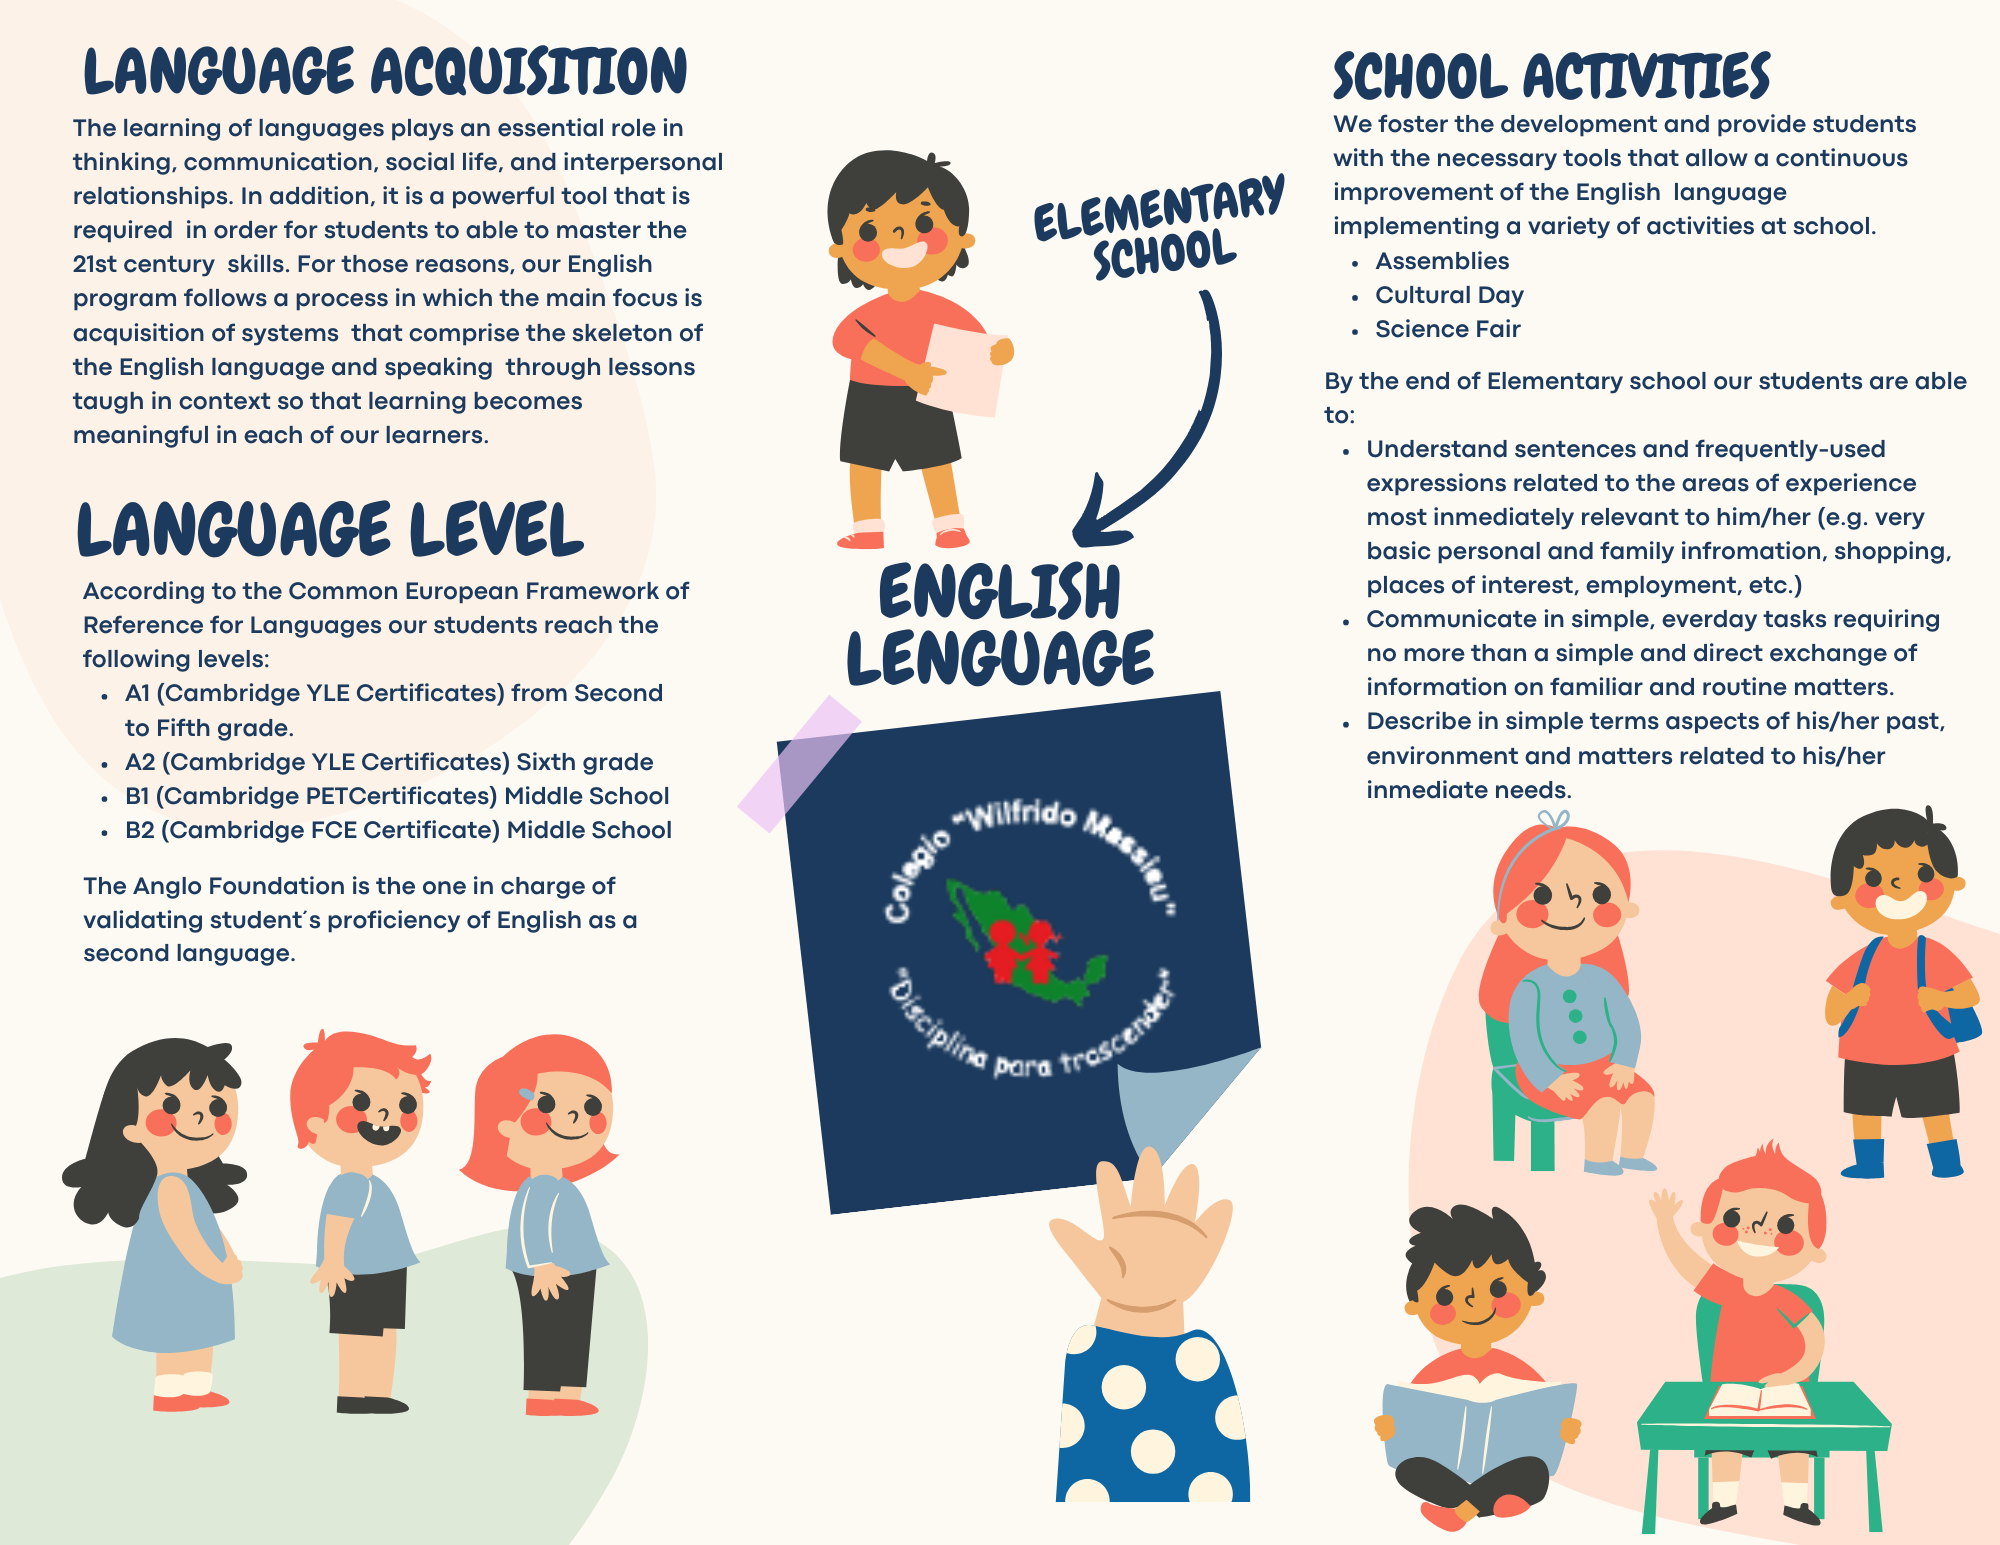 LANGUAGE ACQUISITION
The learning of languages plays an essential role in
thinking, communication, social life, and interpersonal
relationships. In addition, it is a powerful tool that is
required  in order for students to able to master the
21st century  skills. For those reasons, our English
program follows a process in which the main focus is
acquisition of systems  that comprise the skeleton of
the English language and speaking  through lessons
taugh in context so that learning becomes
meaningful in each of our learners.
LANGUAGE LEVEL
According to the Common European Framework of
Reference for Languages our students reach the
following levels:
• A1 (Cambridge YLE Certificates) from Second
to Fifth grade.
• A2 (Cambridge YLE Certificates) Sixth grade
• B1 (Cambridge PETCertificates) Middle School
• B2 (Cambridge FCE Certificate) Middle School
The Anglo Foundation is the one in charge of
validating student´s proficiency of English as a
second language.
ELEMENTARY
SCHOOL
ENGLISH
LENGUAGE
Colegio "Wilfrido Massieu"
"Disciplina para trascender"
SCHOOL ACTIVITIES
We foster the development and provide students
with the necessary tools that allow a continuous
improvement of the English  language
implementing a variety of activities at school.
• Assemblies
• Cultural Day
• Science Fair
By the end of Elementary school our students are able
to:
• Understand sentences and frequently-used
expressions related to the areas of experience
most inmediately relevant to him/her (e.g. very
basic personal and family infromation, shopping,
places of interest, employment, etc.)
• Communicate in simple, everday tasks requiring
no more than a simple and direct exchange of
information on familiar and routine matters.
• Describe in simple terms aspects of his/her past,
environment and matters related to his/her
inmediate needs.